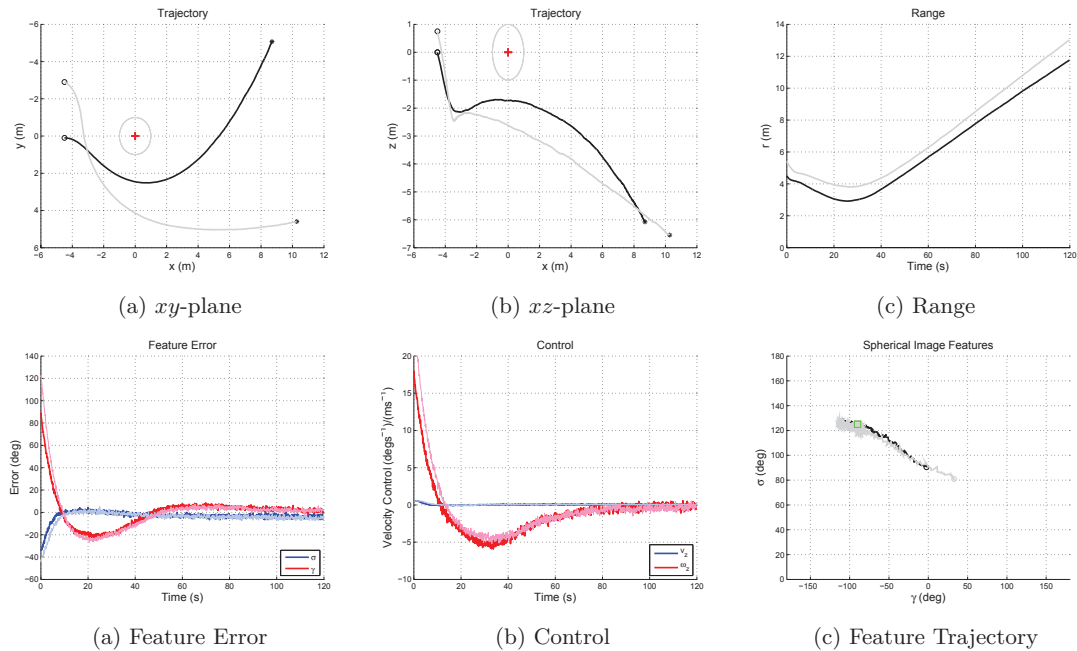 Trajectory
-6
-4
-2
0
2
4
6
y (m)
-6 -4 -2 0 2 4 6 8 10 12
x (m)
(a) xy-plane
Trajectory
1
0
-1
-2
-3
-4
-5
-6
-7
z (m)
-6 -4 -2 0 2 4 6 8 10 12
x (m)
(b) xz-plane
Range
14
12
10
8
6
4
2
0
r (m)
0 20 40 60 80 100 120
Time (s)
(c) Range
Feature Error
140
120
100
80
60
40
20
0
-20
-40
-60
Error (deg)
0 20 40 60 80 100 120
Time (s)
σ
γ
(a) Feature Error
Control
20
15
10
5
0
-5
-10
Velocity Control (degs⁻¹)/(ms⁻¹)
0 20 40 60 80 100 120
Time (s)
v_z
ω_z
(b) Control
Spherical Image Features
180
160
140
120
100
80
60
40
20
0
σ (deg)
-150 -100 -50 0 50 100 150
γ (deg)
(c) Feature Trajectory